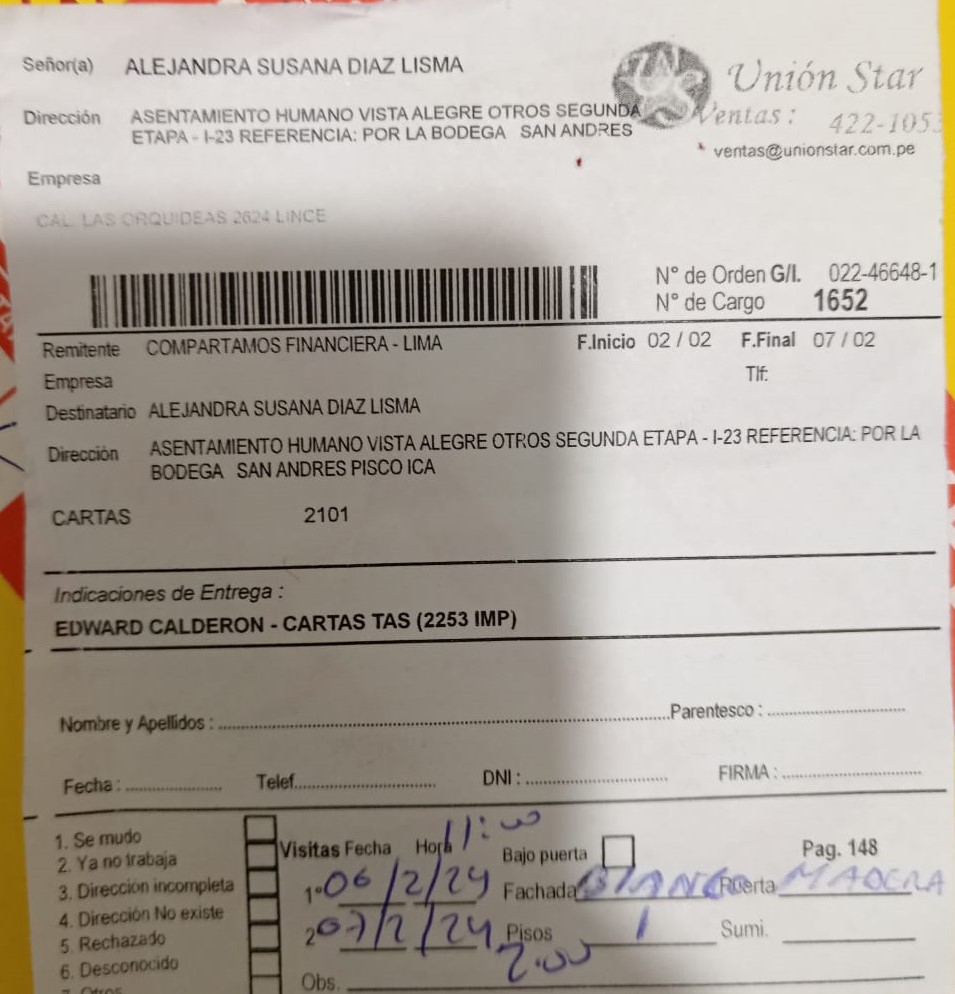 Señor(a) ALEJANDRA SUSANA DIAZ LISMA
Unión Star
Dirección ASENTAMIENTO HUMANO VISTA ALEGRE OTROS SEGUNDA
ETAPA - I-23 REFERENCIA: POR LA BODEGA SAN ANDRES
Ventas: 422-1053
ventas@unionstar.com.pe
Empresa
CAL. LAS ORQUIDEAS 2624 LINCE
N° de Orden G/I. 022-46648-1
N° de Cargo 1652
Remitente COMPARTAMOS FINANCIERA - LIMA F.Inicio 02 / 02 F.Final 07 / 02
Empresa Tlf:
Destinatario ALEJANDRA SUSANA DIAZ LISMA
Dirección ASENTAMIENTO HUMANO VISTA ALEGRE OTROS SEGUNDA ETAPA - I-23 REFERENCIA: POR LA
BODEGA SAN ANDRES PISCO ICA
CARTAS 2101
Indicaciones de Entrega :
EDWARD CALDERON - CARTAS TAS (2253 IMP)
Nombre y Apellidos : Parentesco :
Fecha : Telef. DNI : FIRMA :
1. Se mudo
2. Ya no trabaja
3. Dirección incompleta
4. Dirección No existe
5. Rechazado
6. Desconocido
7. Otros
Visitas Fecha Hora 11:00 Bajo puerta Pag. 148
1° 06/2/24 Fachada BLANCO Puerta MADERA
2 07/2/24 Pisos 1 Sumi.
2:00
Obs.